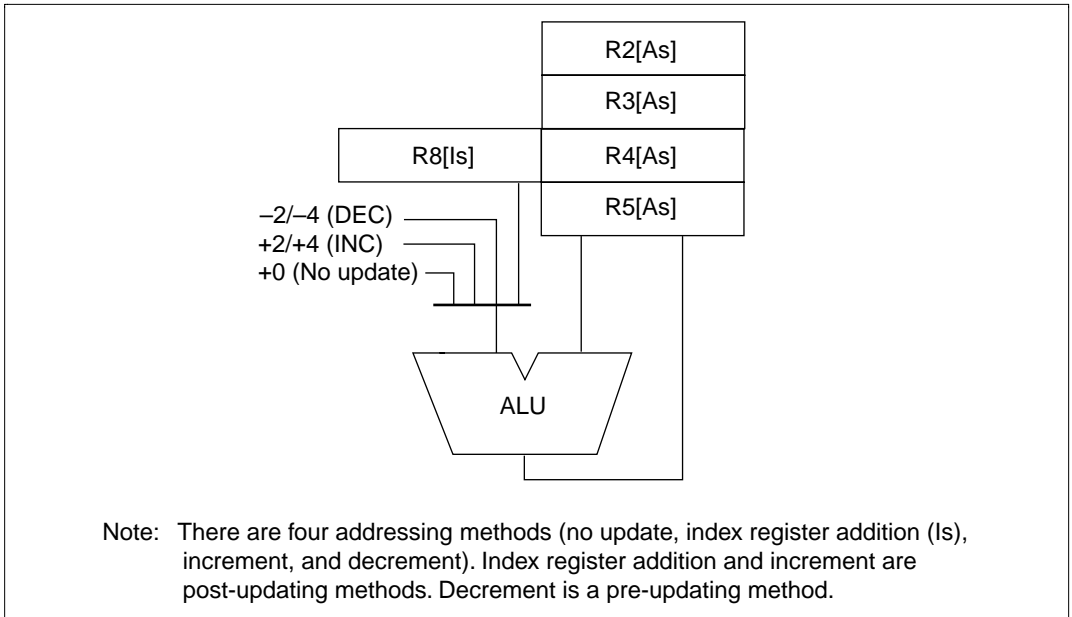 R2[As]
R3[As]
R8[Is]
R4[As]
R5[As]
–2/–4 (DEC)
+2/+4 (INC)
+0 (No update)
ALU
Note: There are four addressing methods (no update, index register addition (Is),
increment, and decrement). Index register addition and increment are
post-updating methods. Decrement is a pre-updating method.